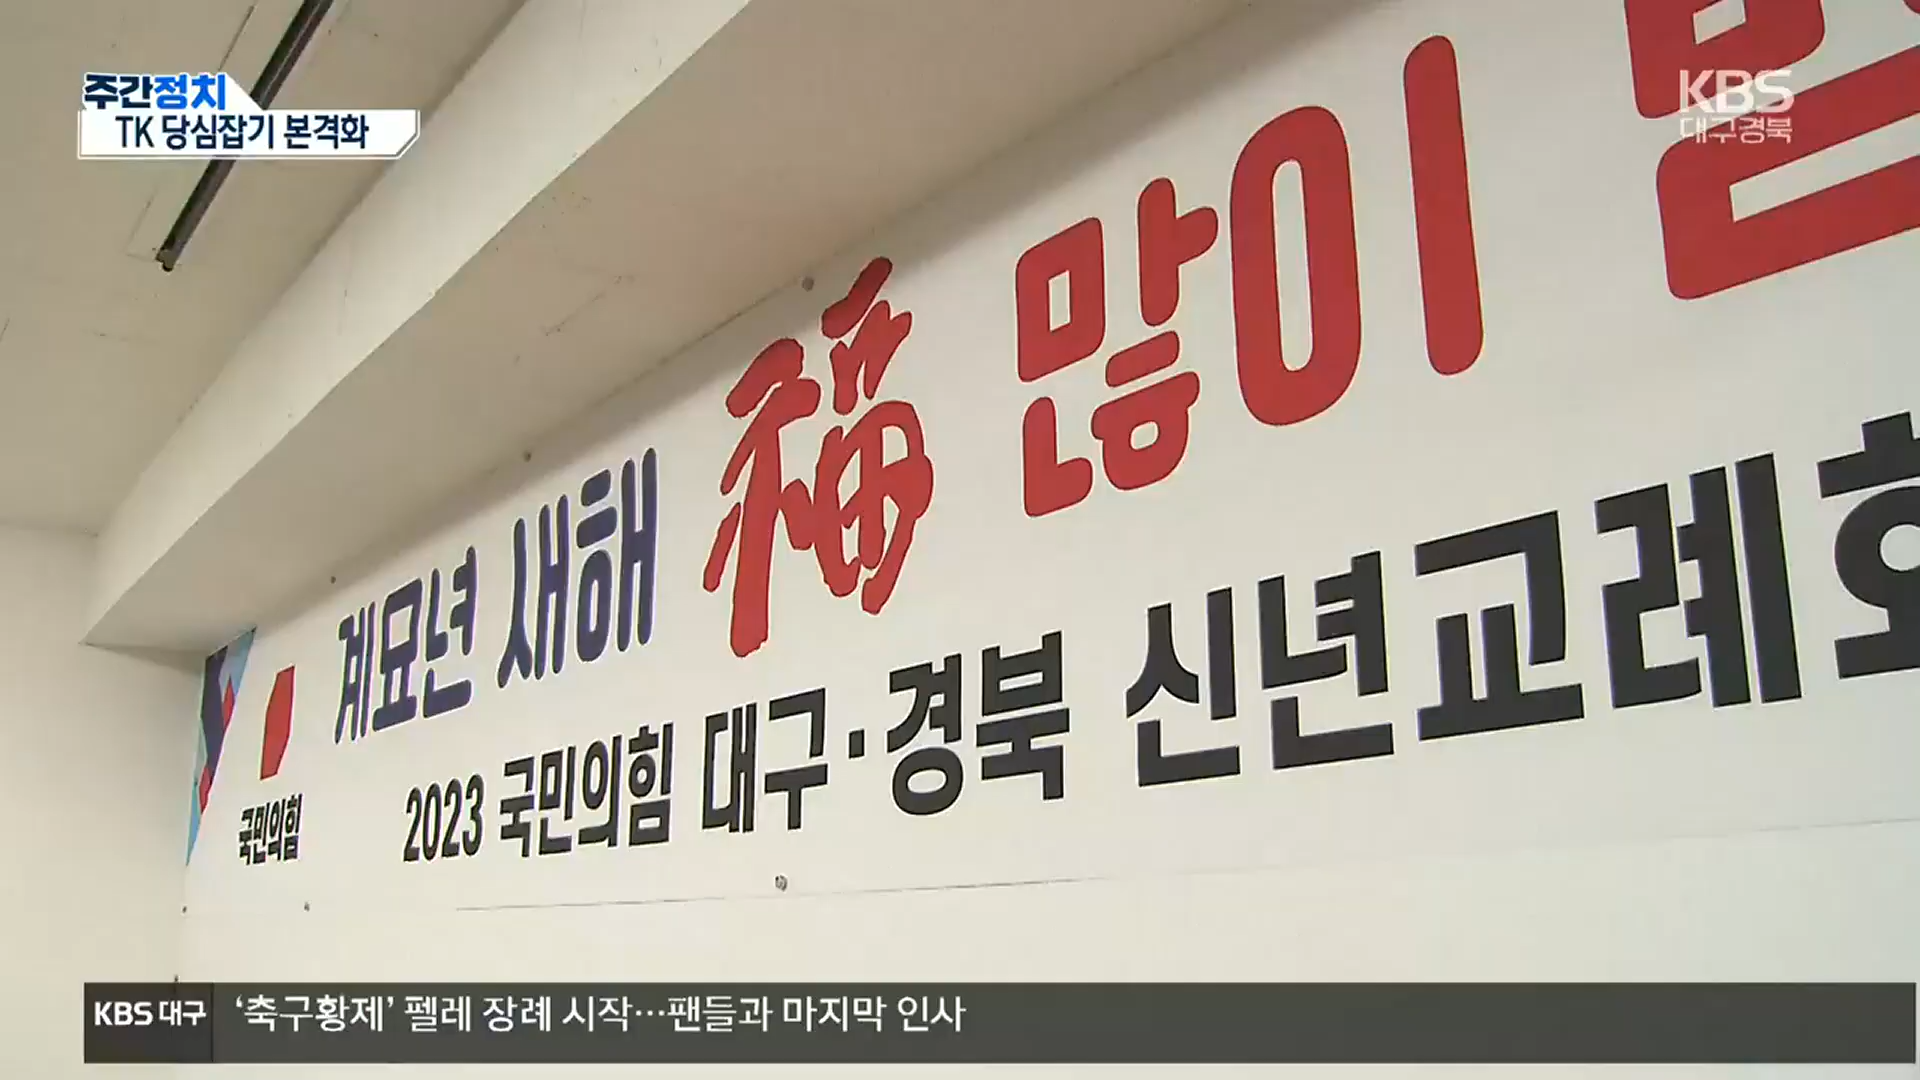 주간정치
TK 당심잡기 본격화
KBS
대구경북
계묘년 새해 福 많이
국민의힘
2023 국민의힘 대구·경북 신년교례회
KBS 대구
‘축구황제’ 펠레 장례 시작…팬들과 마지막 인사